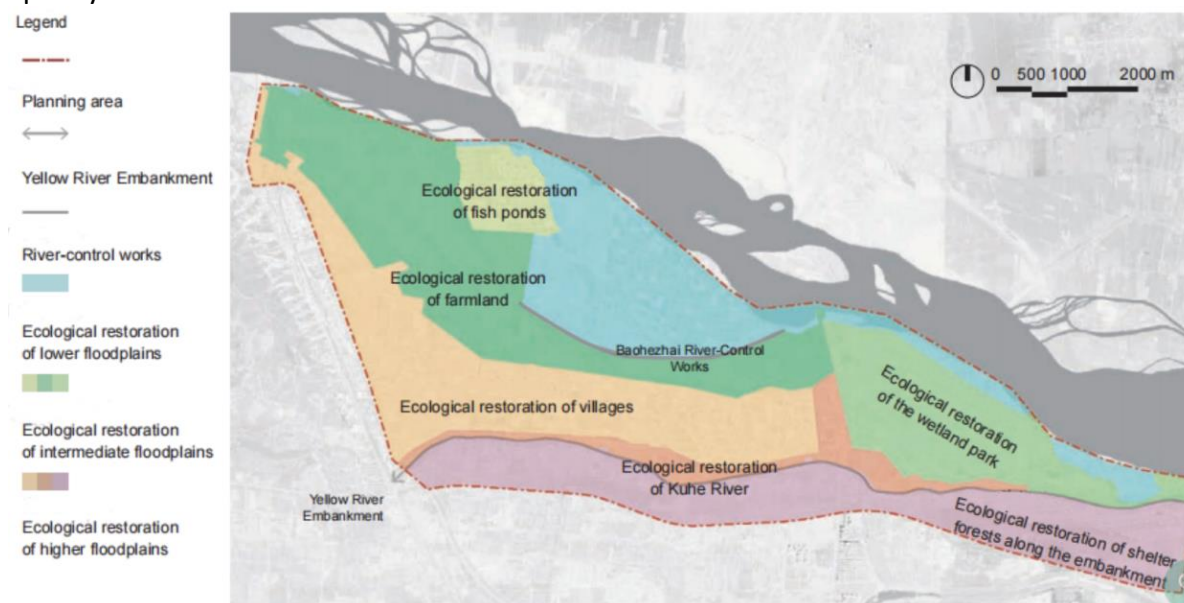 Legend
Planning area
Yellow River Embankment
River-control works
Ecological restoration
of lower floodplains
Ecological restoration
of intermediate floodplains
Ecological restoration
of higher floodplains
0 500 1000 2000 m
Ecological restoration
of fish ponds
Ecological restoration
of farmland
Baohezhai River-Control
Works
Ecological restoration
of the wetland park
Ecological restoration of villages
Ecological restoration
of Kuhe River
Yellow River
Embankment
Ecological restoration of shelter
forests along the embankment